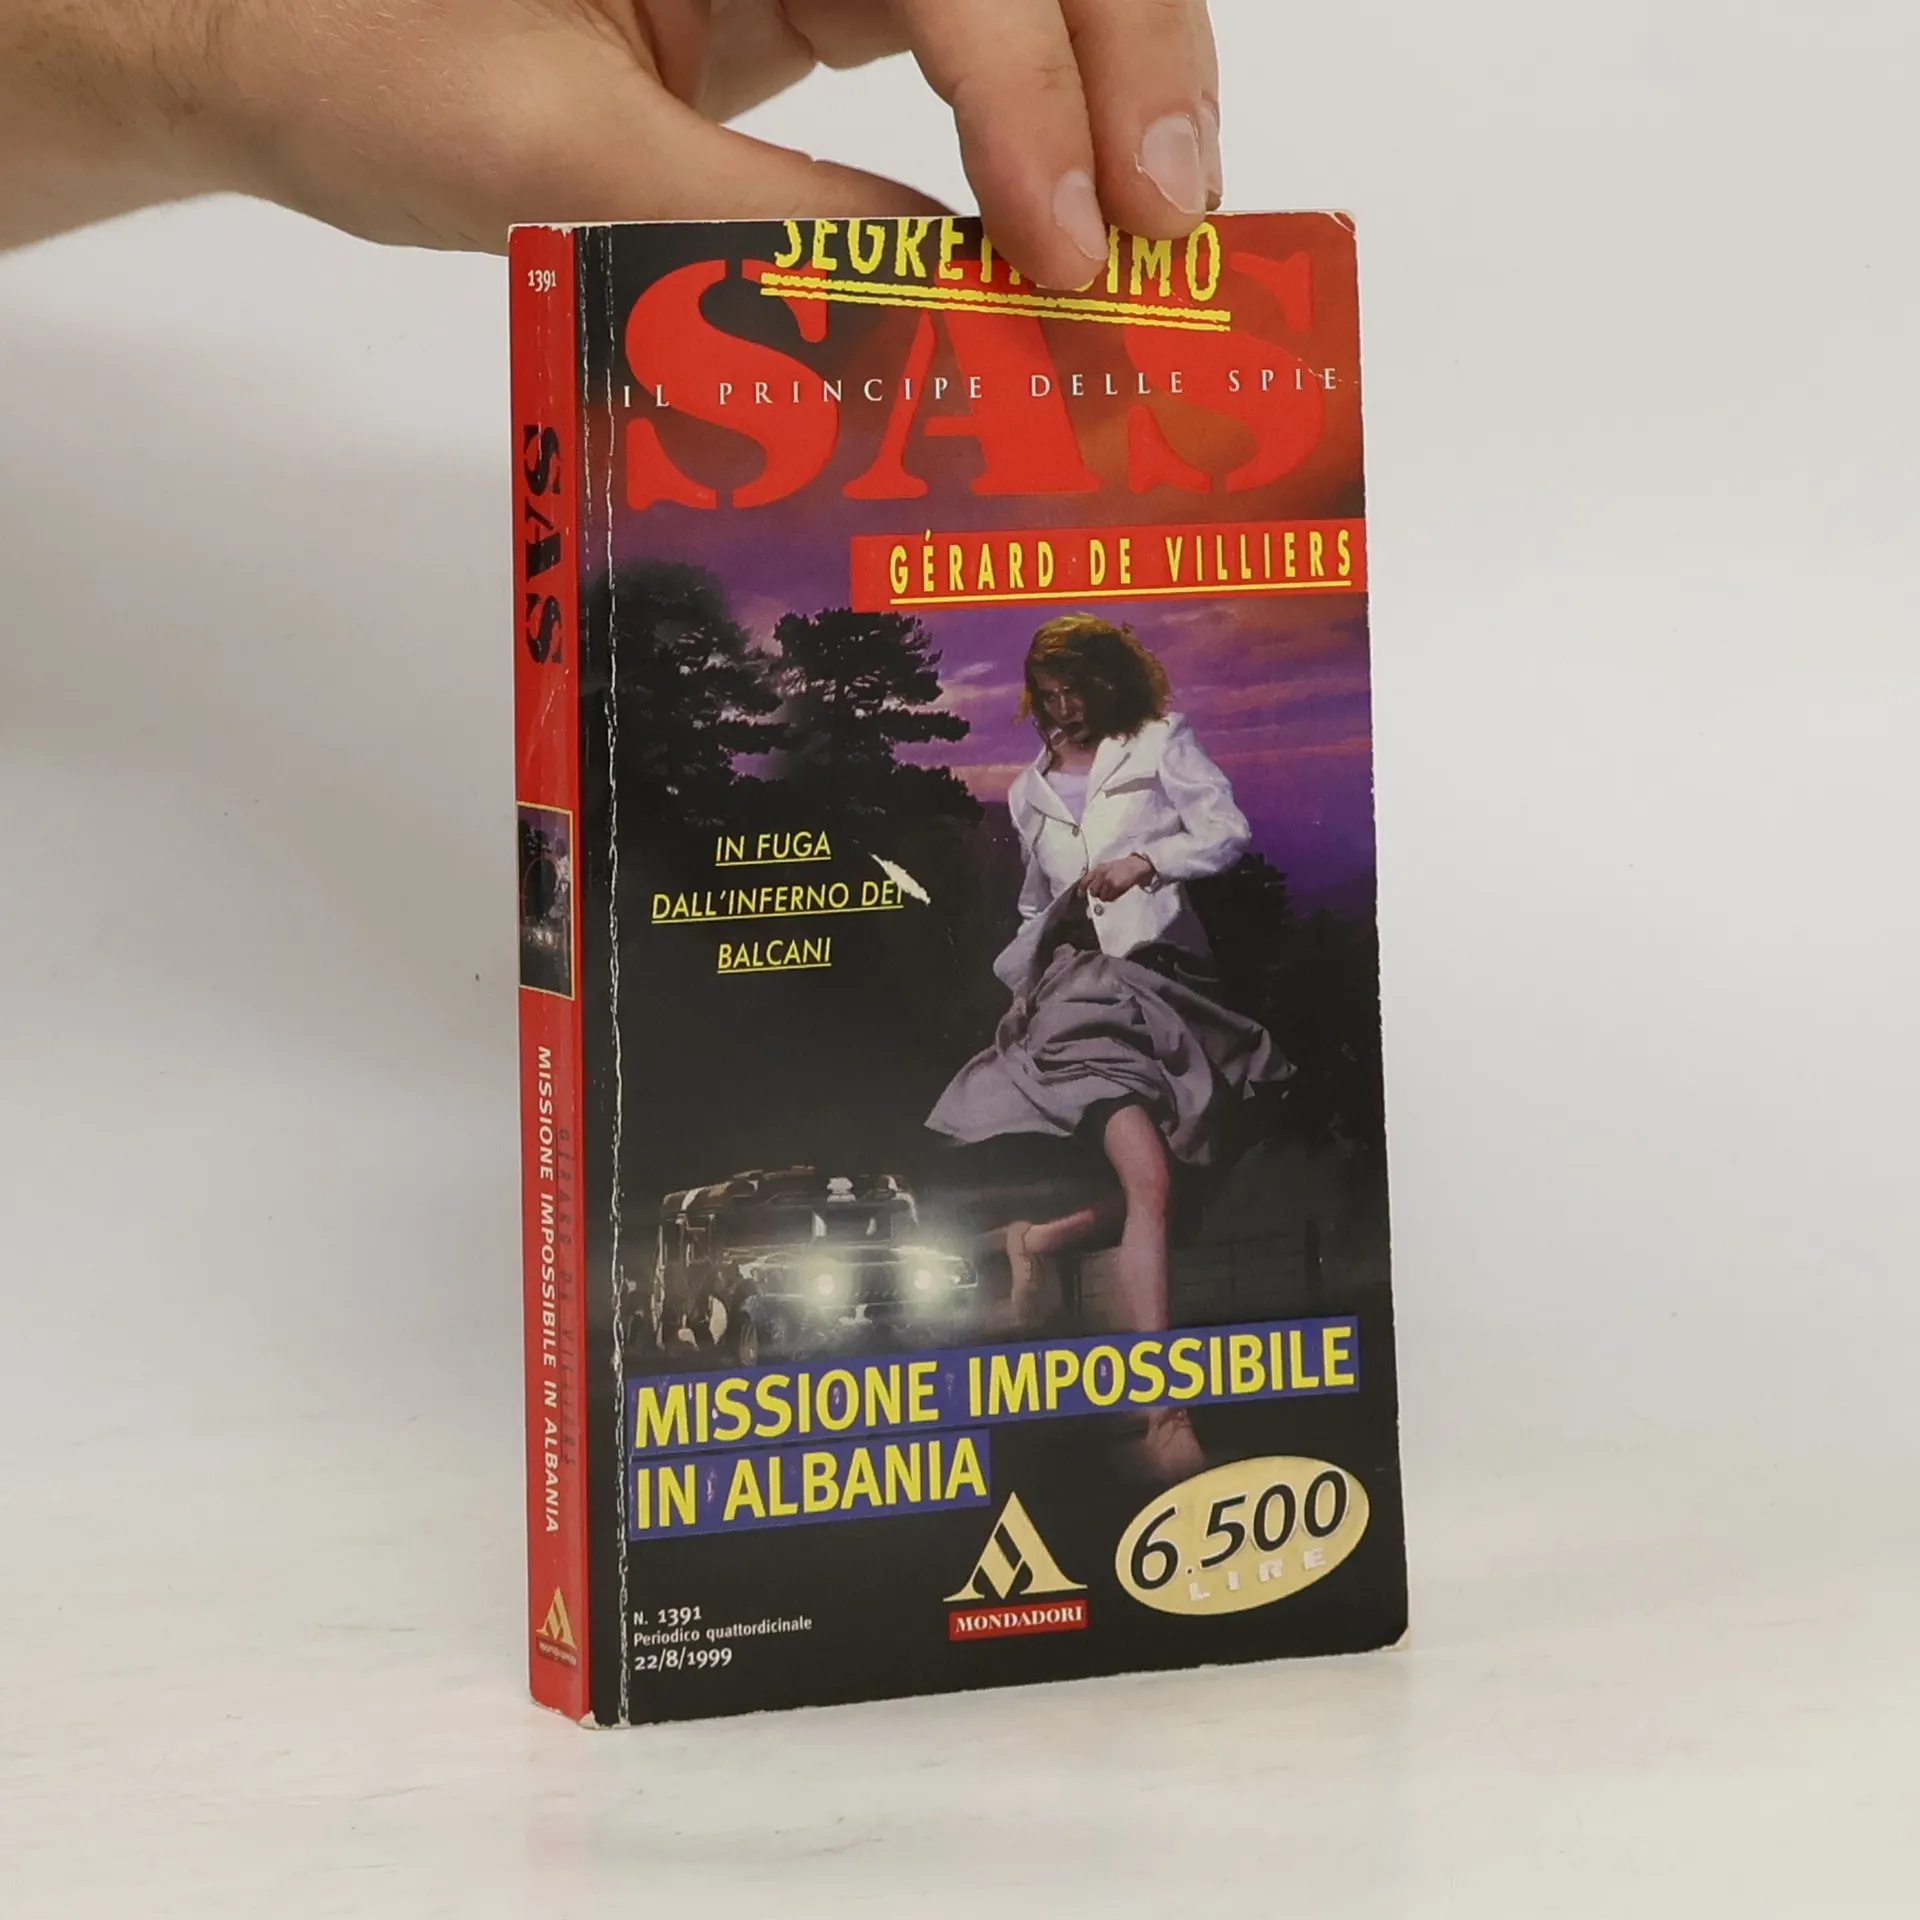 1391
SAS
MISSIONE IMPOSSIBILE IN ALBANIA
GÉRARD DE VILLIERS
MONDADORI
SAS
IL PRINCIPE DELLE SPIE
GÉRARD DE VILLIERS
IN FUGA
DALL'INFERNO DEI
BALCANI
MISSIONE IMPOSSIBILE
IN ALBANIA
6.500
LIRE
MONDADORI
N. 1391
Periodico quattordicinale
22/8/1999